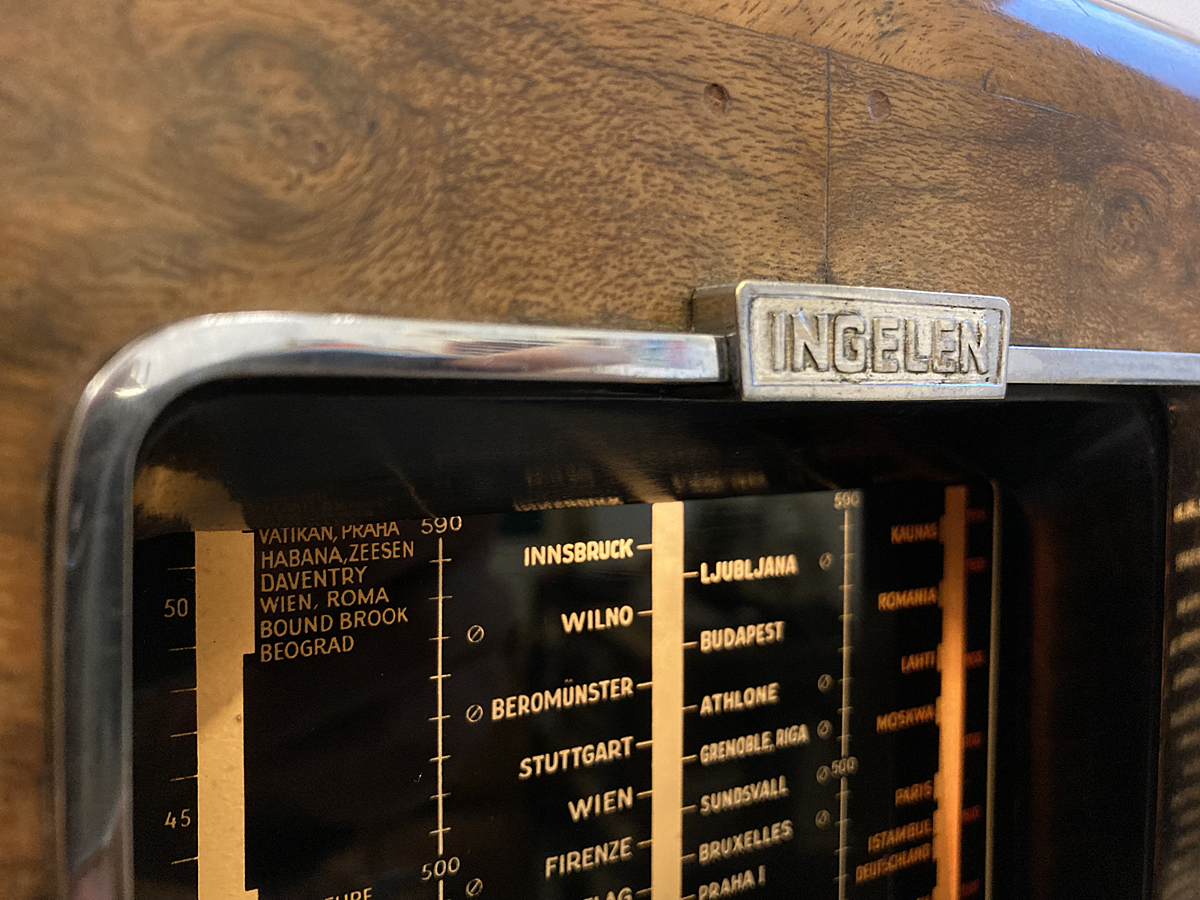 INGELEN
VATIKAN, PRAHA
HABANA, ZEESEN
DAVENTRY
WIEN, ROMA
BOUND BROOK
BEOGRAD
50
45
590
500
INNSBRUCK
WILNO
BEROMÜNSTER
STUTTGART
WIEN
FIRENZE
LJUBLJANA
BUDAPEST
ATHLONE
GRENOBLE, RIGA
SUNDSVALL
BRUXELLES
PRAHA I
590
500
KAUNAS
ROMANIA
LAHTI
MOSKWA
PARIS
ISTAMBUL
DEUTSCHLAND